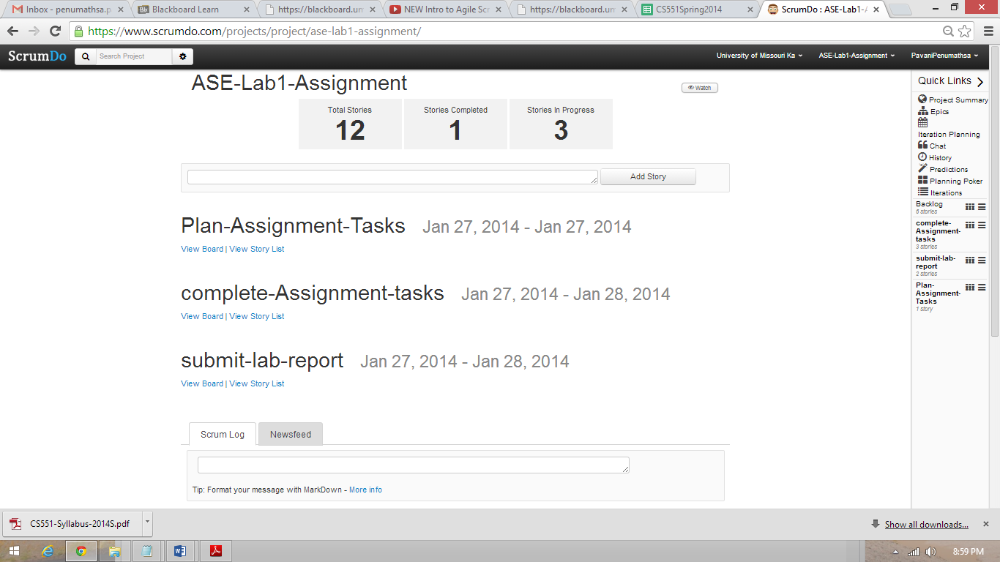 Inbox - penumathsa.p
Blackboard Learn
https://blackboard.um
NEW Intro to Agile Scr
https://blackboard.um
CS551Spring2014
ScrumDo : ASE-Lab1-A
https://www.scrumdo.com/projects/project/ase-lab1-assignment/
ScrumDo
Search Project
University of Missouri Ka
ASE-Lab1-Assignment
PavaniPenumathsa
ASE-Lab1-Assignment
Watch
Total Stories
12
Stories Completed
1
Stories In Progress
3
Add Story
Plan-Assignment-Tasks Jan 27, 2014 - Jan 27, 2014
View Board | View Story List
complete-Assignment-tasks Jan 27, 2014 - Jan 28, 2014
View Board | View Story List
submit-lab-report Jan 27, 2014 - Jan 28, 2014
View Board | View Story List
Scrum Log
Newsfeed
Tip: Format your message with MarkDown - More info
Quick Links
Project Summary
Epics
Iteration Planning
Chat
History
Predictions
Planning Poker
Iterations
Backlog
6 stories
complete-
Assignment-
tasks
3 stories
submit-lab-
report
2 stories
Plan-
Assignment-
Tasks
1 story
CS551-Syllabus-2014S.pdf
Show all downloads...
8:59 PM